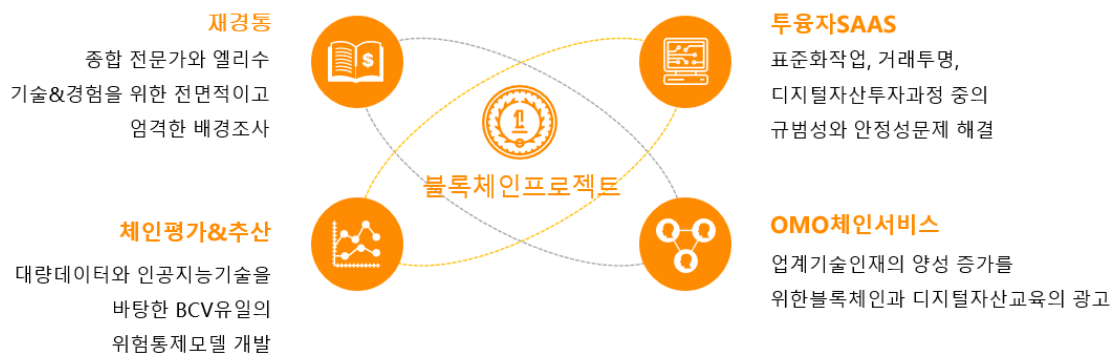 재경통
종합 전문가와 엘리수
기술&경험을 위한 전면적이고
엄격한 배경조사
투융자SAAS
표준화작업, 거래투명,
디지털자산투자과정 중의
규범성와 안정성문제 해결
$
1
불록체인프로젝트
체인평가&추산
대량데이터와 인공지능기술을
바탕한 BCV유일의
위험통제모델 개발
OMO체인서비스
업계기술인재의 양성 증가를
위한블록체인과 디지털자산교육의 광고